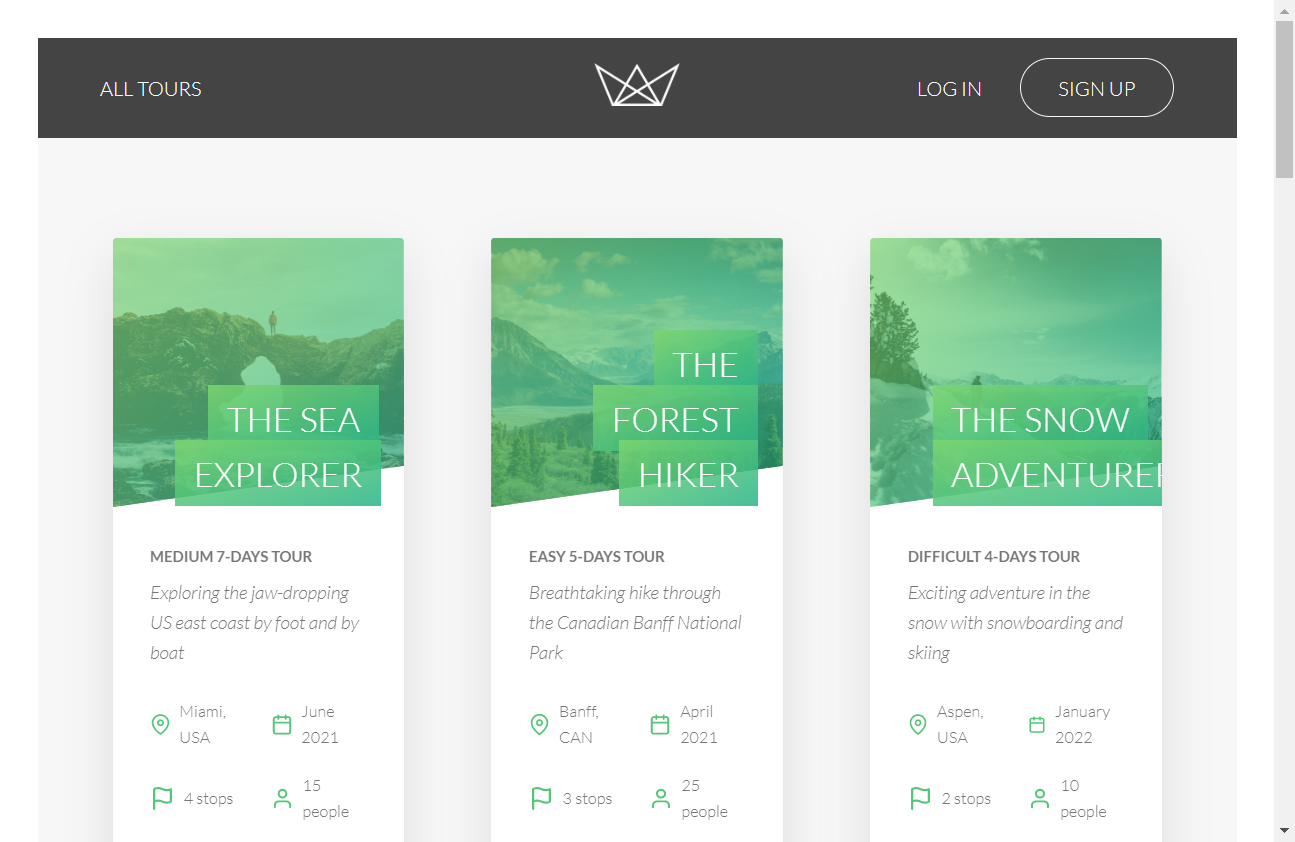 ALL TOURS
LOG IN
SIGN UP
THE SEA
EXPLORER
MEDIUM 7-DAYS TOUR
Exploring the jaw-dropping
US east coast by foot and by
boat
Miami,
USA
June
2021
4 stops
15
people
THE
FOREST
HIKER
EASY 5-DAYS TOUR
Breathtaking hike through
the Canadian Banff National
Park
Banff,
CAN
April
2021
3 stops
25
people
THE SNOW
ADVENTURER
DIFFICULT 4-DAYS TOUR
Exciting adventure in the
snow with snowboarding and
skiing
Aspen,
USA
January
2022
2 stops
10
people